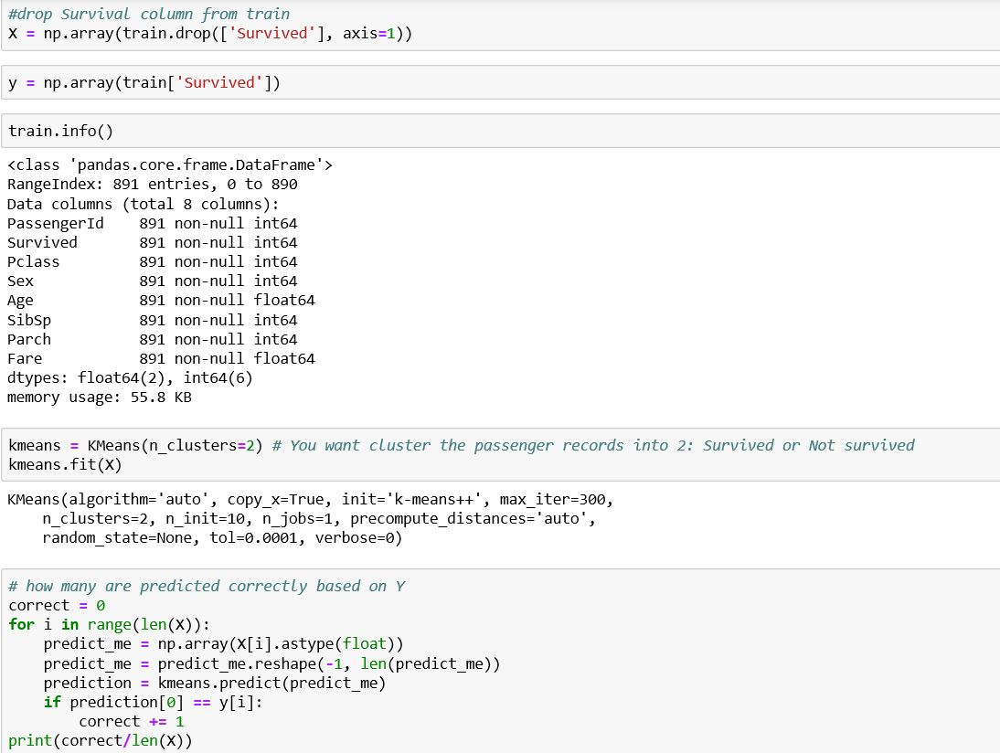 #drop Survival column from train
X = np.array(train.drop(['Survived'], axis=1))
y = np.array(train['Survived'])
train.info()
<class 'pandas.core.frame.DataFrame'>
RangeIndex: 891 entries, 0 to 890
Data columns (total 8 columns):
PassengerId    891 non-null int64
Survived       891 non-null int64
Pclass         891 non-null int64
Sex            891 non-null int64
Age            891 non-null float64
SibSp          891 non-null int64
Parch          891 non-null int64
Fare           891 non-null float64
dtypes: float64(2), int64(6)
memory usage: 55.8 KB
kmeans = KMeans(n_clusters=2) # You want cluster the passenger records into 2: Survived or Not survived
kmeans.fit(X)
KMeans(algorithm='auto', copy_x=True, init='k-means++', max_iter=300,
    n_clusters=2, n_init=10, n_jobs=1, precompute_distances='auto',
    random_state=None, tol=0.0001, verbose=0)
# how many are predicted correctly based on Y
correct = 0
for i in range(len(X)):
    predict_me = np.array(X[i].astype(float))
    predict_me = predict_me.reshape(-1, len(predict_me))
    prediction = kmeans.predict(predict_me)
    if prediction[0] == y[i]:
        correct += 1
print(correct/len(X))